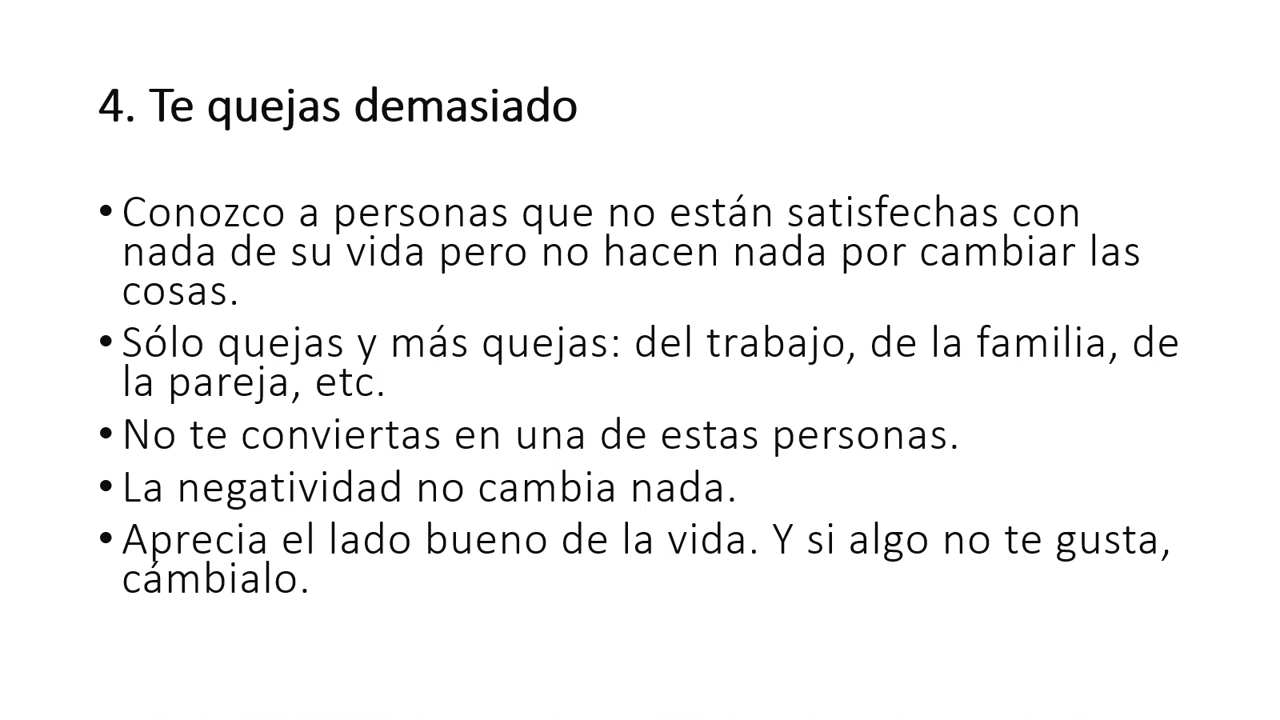 4. Te quejas demasiado
•Conozco a personas que no están satisfechas con
nada de su vida pero no hacen nada por cambiar las
cosas.
•Sólo quejas y más quejas: del trabajo, de la familia, de
la pareja, etc.
•No te conviertas en una de estas personas.
•La negatividad no cambia nada.
•Aprecia el lado bueno de la vida. Y si algo no te gusta,
cámbialo.